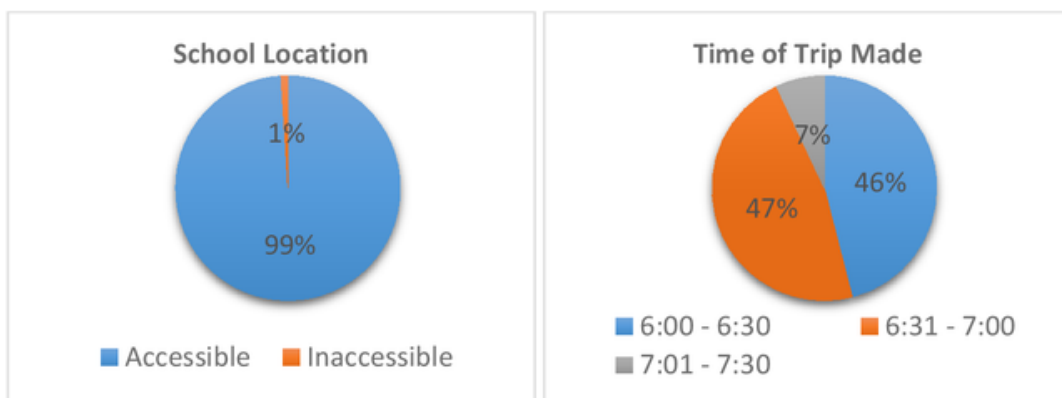 School Location
1%
99%
Accessible Inaccessible
Time of Trip Made
7%
46%
47%
6:00 - 6:30 6:31 - 7:00
7:01 - 7:30